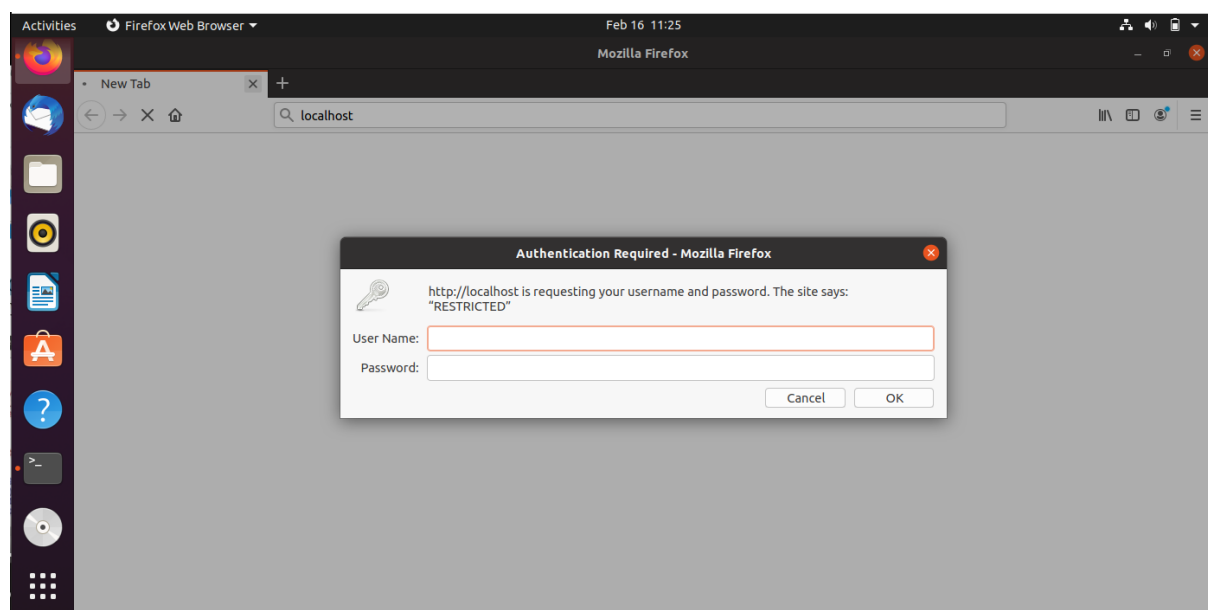 Activities Firefox Web Browser Feb 16 11:25
Mozilla Firefox
New Tab
localhost
Authentication Required - Mozilla Firefox
http://localhost is requesting your username and password. The site says:
“RESTRICTED”
User Name:
Password:
Cancel OK